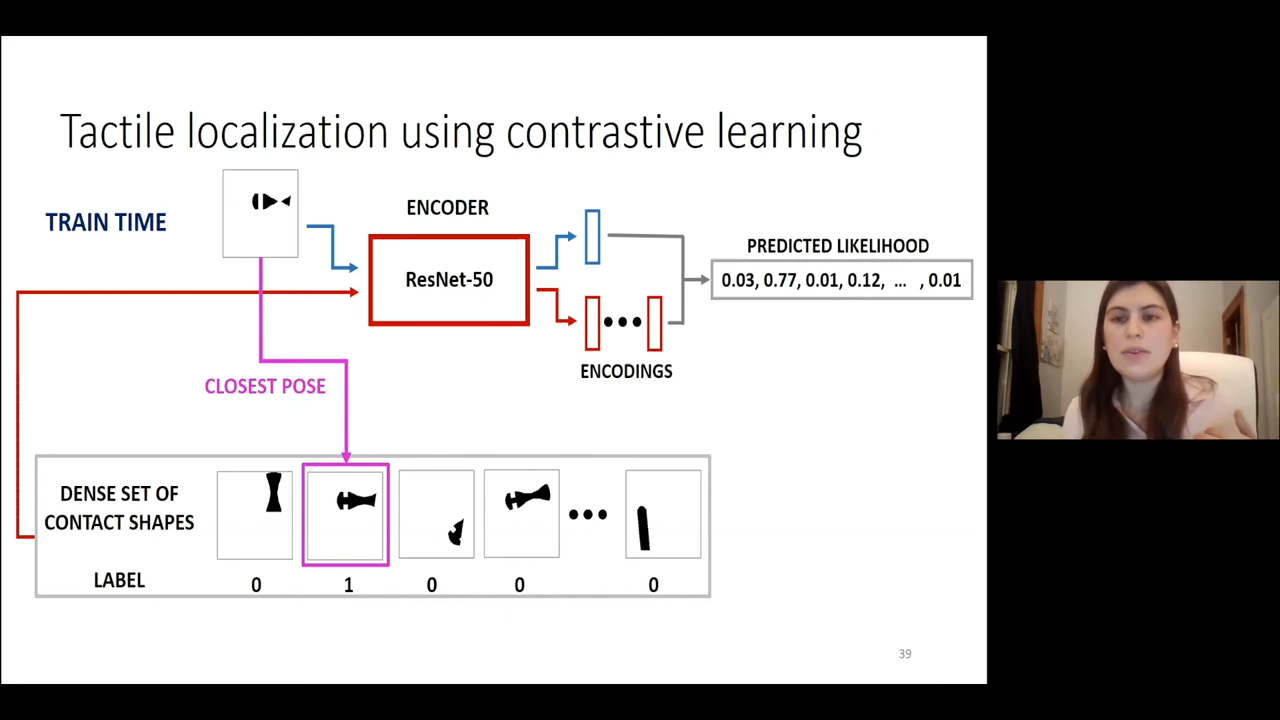 Tactile localization using contrastive learning
TRAIN TIME
ENCODER
ResNet-50
PREDICTED LIKELIHOOD
0.03, 0.77, 0.01, 0.12, ... , 0.01
ENCODINGS
CLOSEST POSE
DENSE SET OF
CONTACT SHAPES
LABEL
0 1 0 0 0
39